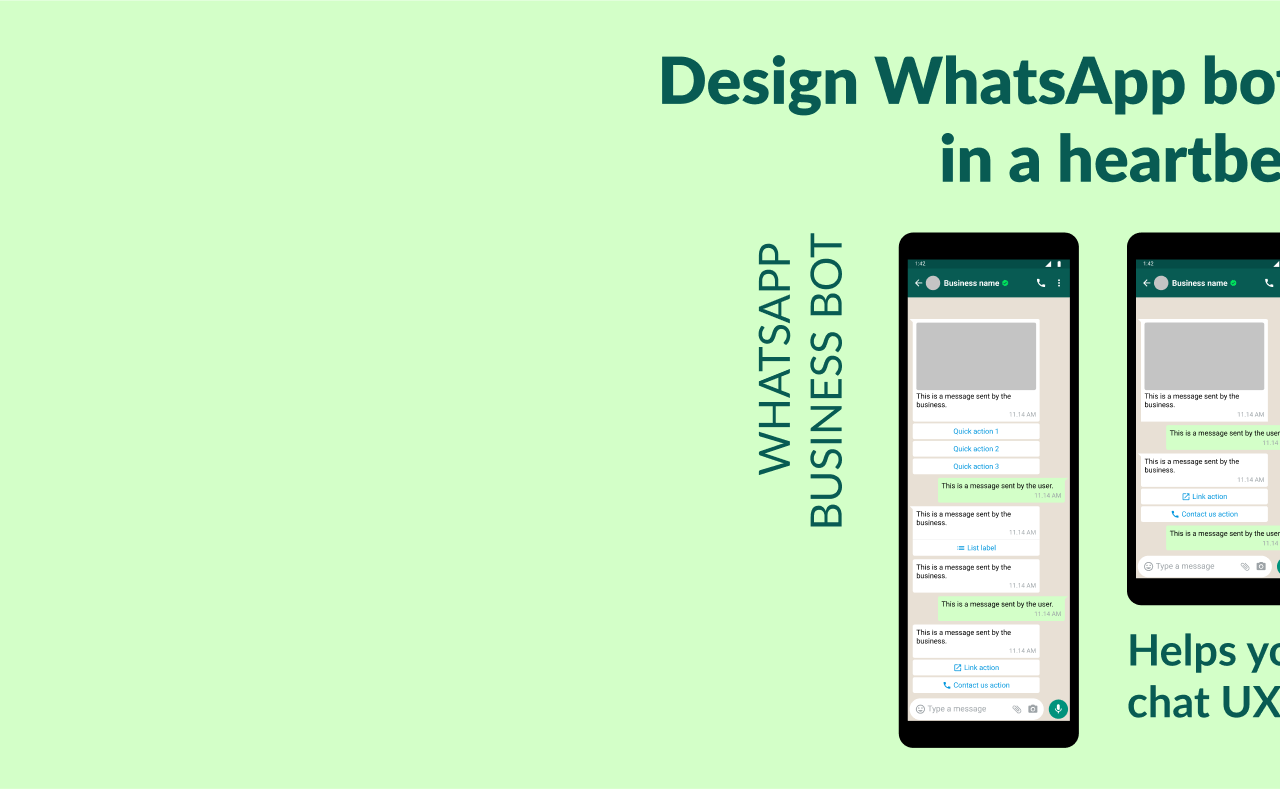 Design WhatsApp bot
in a heartbe
WHATSAPP
BUSINESS BOT
1:42
Business name
This is a message sent by the
business.
11.14 AM
Quick action 1
Quick action 2
Quick action 3
This is a message sent by the user.
11.14 AM
This is a message sent by the
business.
11.14 AM
List label
This is a message sent by the
business.
11.14 AM
This is a message sent by the user.
11.14 AM
This is a message sent by the
business.
11.14 AM
Link action
Contact us action
Type a message
1:42
Business name
This is a message sent by the
business.
11.14 AM
This is a message sent by the user
11.14
This is a message sent by the
business.
11.14 AM
Link action
Contact us action
This is a message sent by the user
11.14
Type a message
Helps yo
chat UX